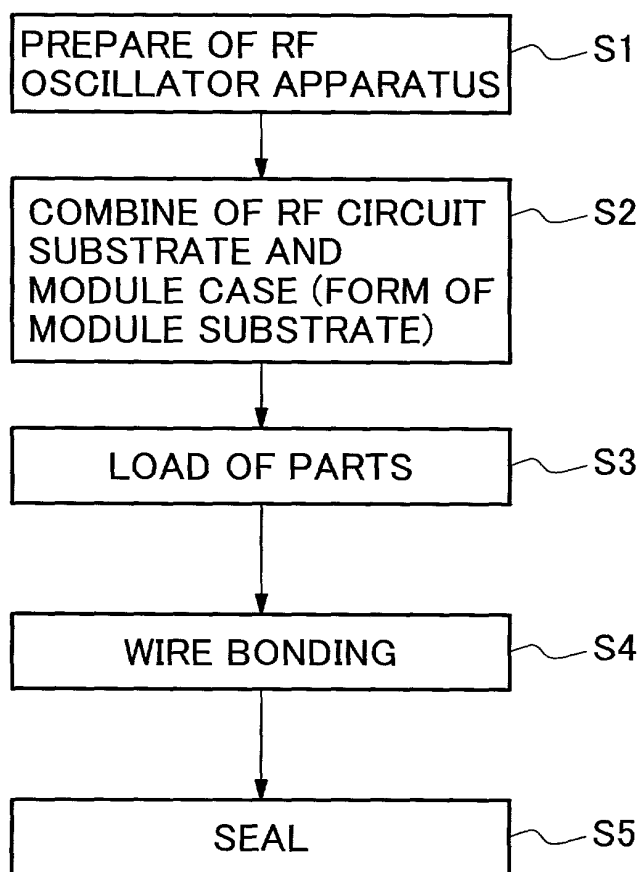 PREPARE OF RF
OSCILLATOR APPARATUS
S1
COMBINE OF RF CIRCUIT
SUBSTRATE AND
MODULE CASE (FORM OF
MODULE SUBSTRATE)
S2
LOAD OF PARTS
S3
WIRE BONDING
S4
SEAL
S5